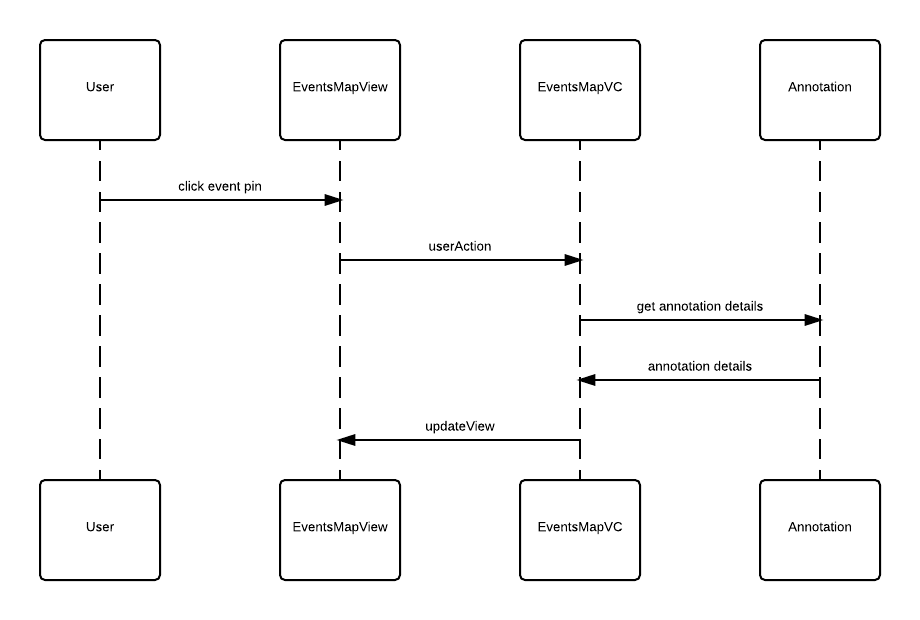 User
EventsMapView
EventsMapVC
Annotation
click event pin
userAction
get annotation details
annotation details
updateView
User
EventsMapView
EventsMapVC
Annotation